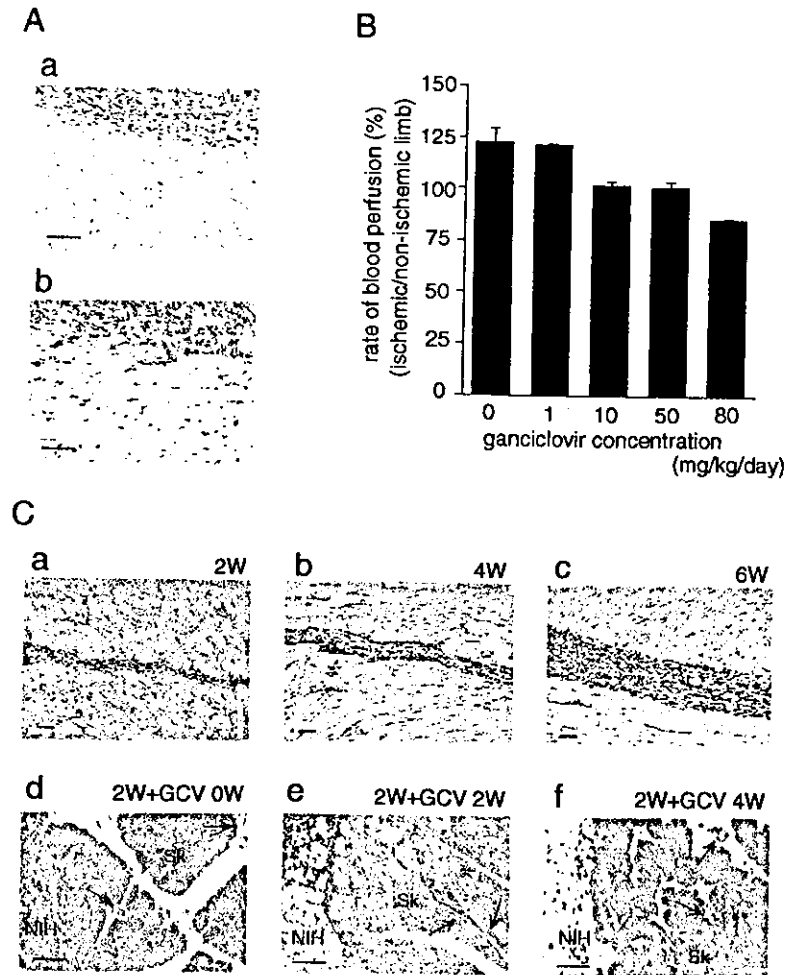 A
a
b
B
150
125
100
75
50
25
0
rate of blood perfusion (%)
(ischemic/non-ischemic limb)
0 1 10 50 80
ganciclovir concentration
(mg/kg/day)
C
a 2W
b 4W
c 6W
d 2W+GCV 0W
Sk
NIH
e 2W+GCV 2W
Sk
NIH
f 2W+GCV 4W
NIH
Sk